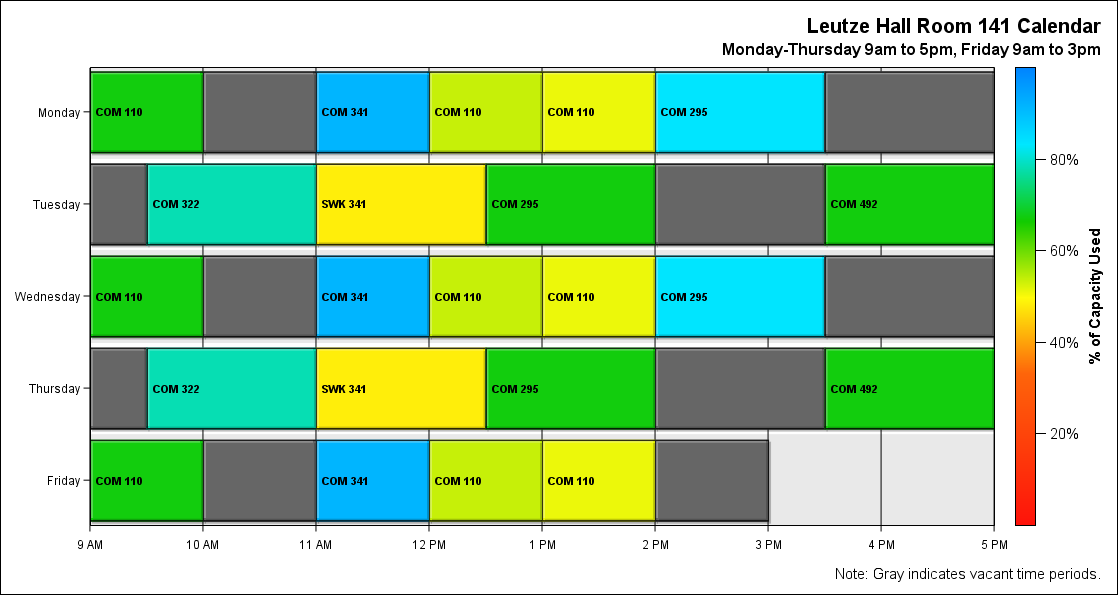 Leutze Hall Room 141 Calendar
Monday-Thursday 9am to 5pm, Friday 9am to 3pm
Monday
COM 110
COM 341
COM 110
COM 110
COM 295
Tuesday
COM 322
SWK 341
COM 295
COM 492
Wednesday
COM 110
COM 341
COM 110
COM 110
COM 295
Thursday
COM 322
SWK 341
COM 295
COM 492
Friday
COM 110
COM 341
COM 110
COM 110
9 AM
10 AM
11 AM
12 PM
1 PM
2 PM
3 PM
4 PM
5 PM
80%
60%
40%
20%
% of Capacity Used
Note: Gray indicates vacant time periods.